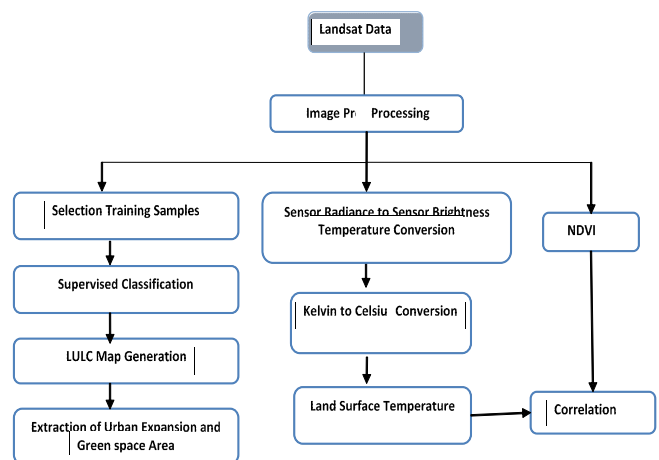 Landsat Data
Image Pr Processing
Selection Training Samples
Sensor Radiance to Sensor Brightness
Temperature Conversion
NDVI
Supervised Classification
Kelvin to Celsiu Conversion
LULC Map Generation
Land Surface Temperature
Correlation
Extraction of Urban Expansion and
Green space Area